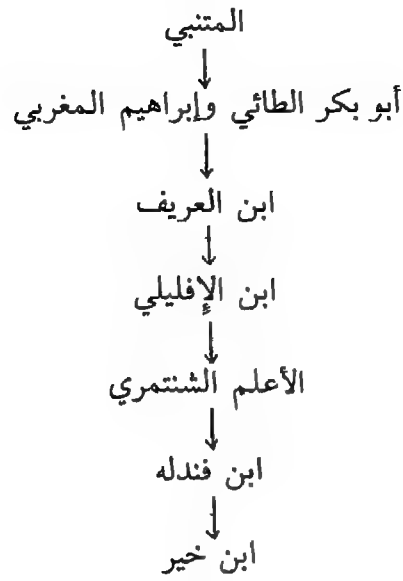 المتنبي
أبو بكر الطائي وإبراهيم المغربي
ابن العريف
ابن الإفليلي
الأعلم الشنتمري
ابن فندله
ابن خير